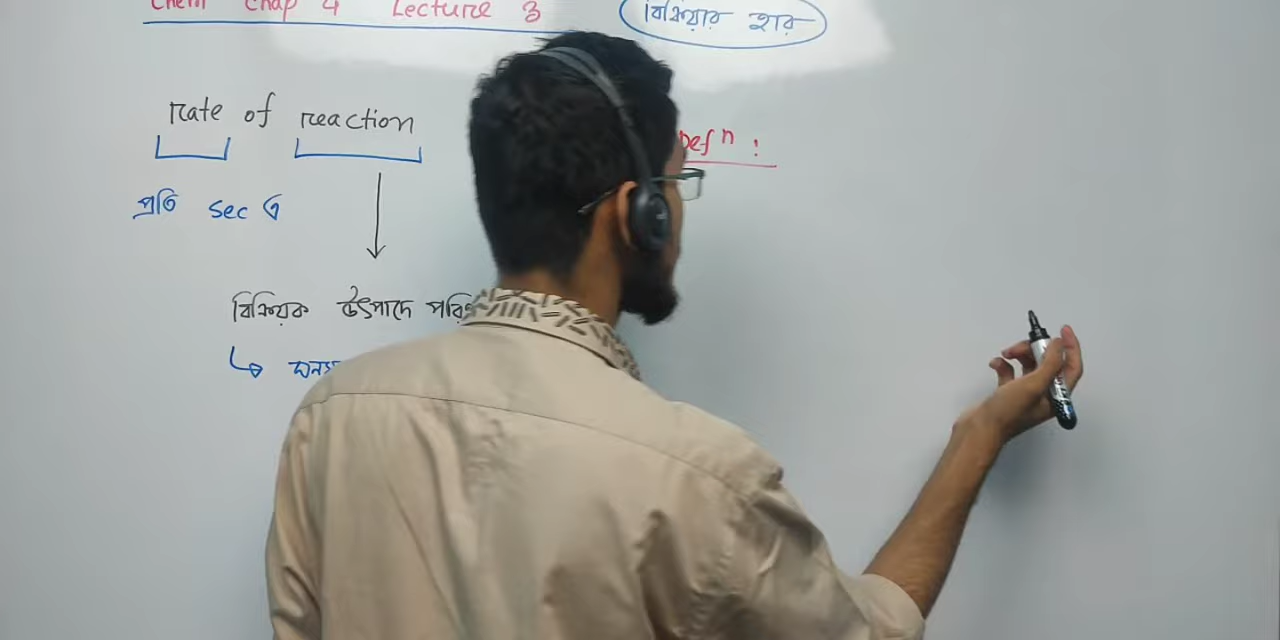 Chem Chap 4 Lecture 3 বিক্রিয়ার হার
rate of reaction
Defⁿ :
প্রতি sec এ
বিক্রিয়ক উৎপাদে
↳